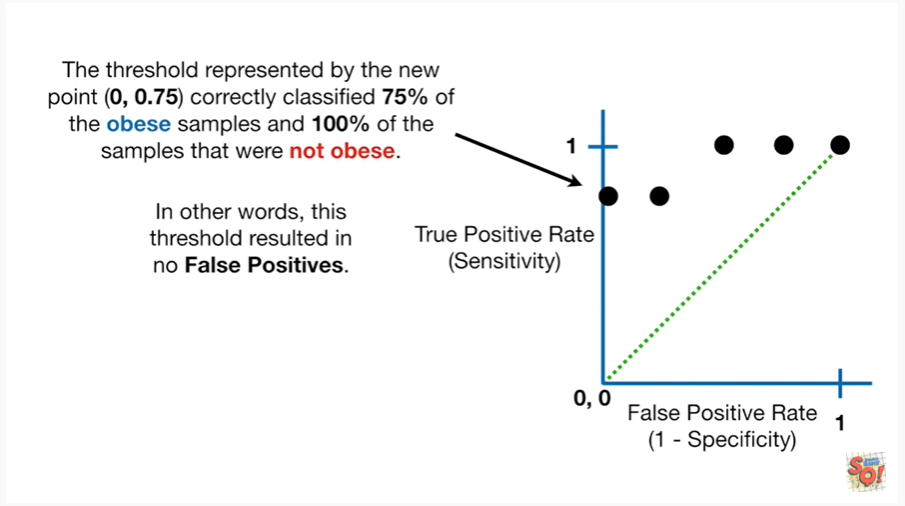 The threshold represented by the new
point (0, 0.75) correctly classified 75% of
the obese samples and 100% of the
samples that were not obese.
In other words, this
threshold resulted in
no False Positives.
1
True Positive Rate
(Sensitivity)
0, 0
False Positive Rate
(1 - Specificity)
1
SQ!